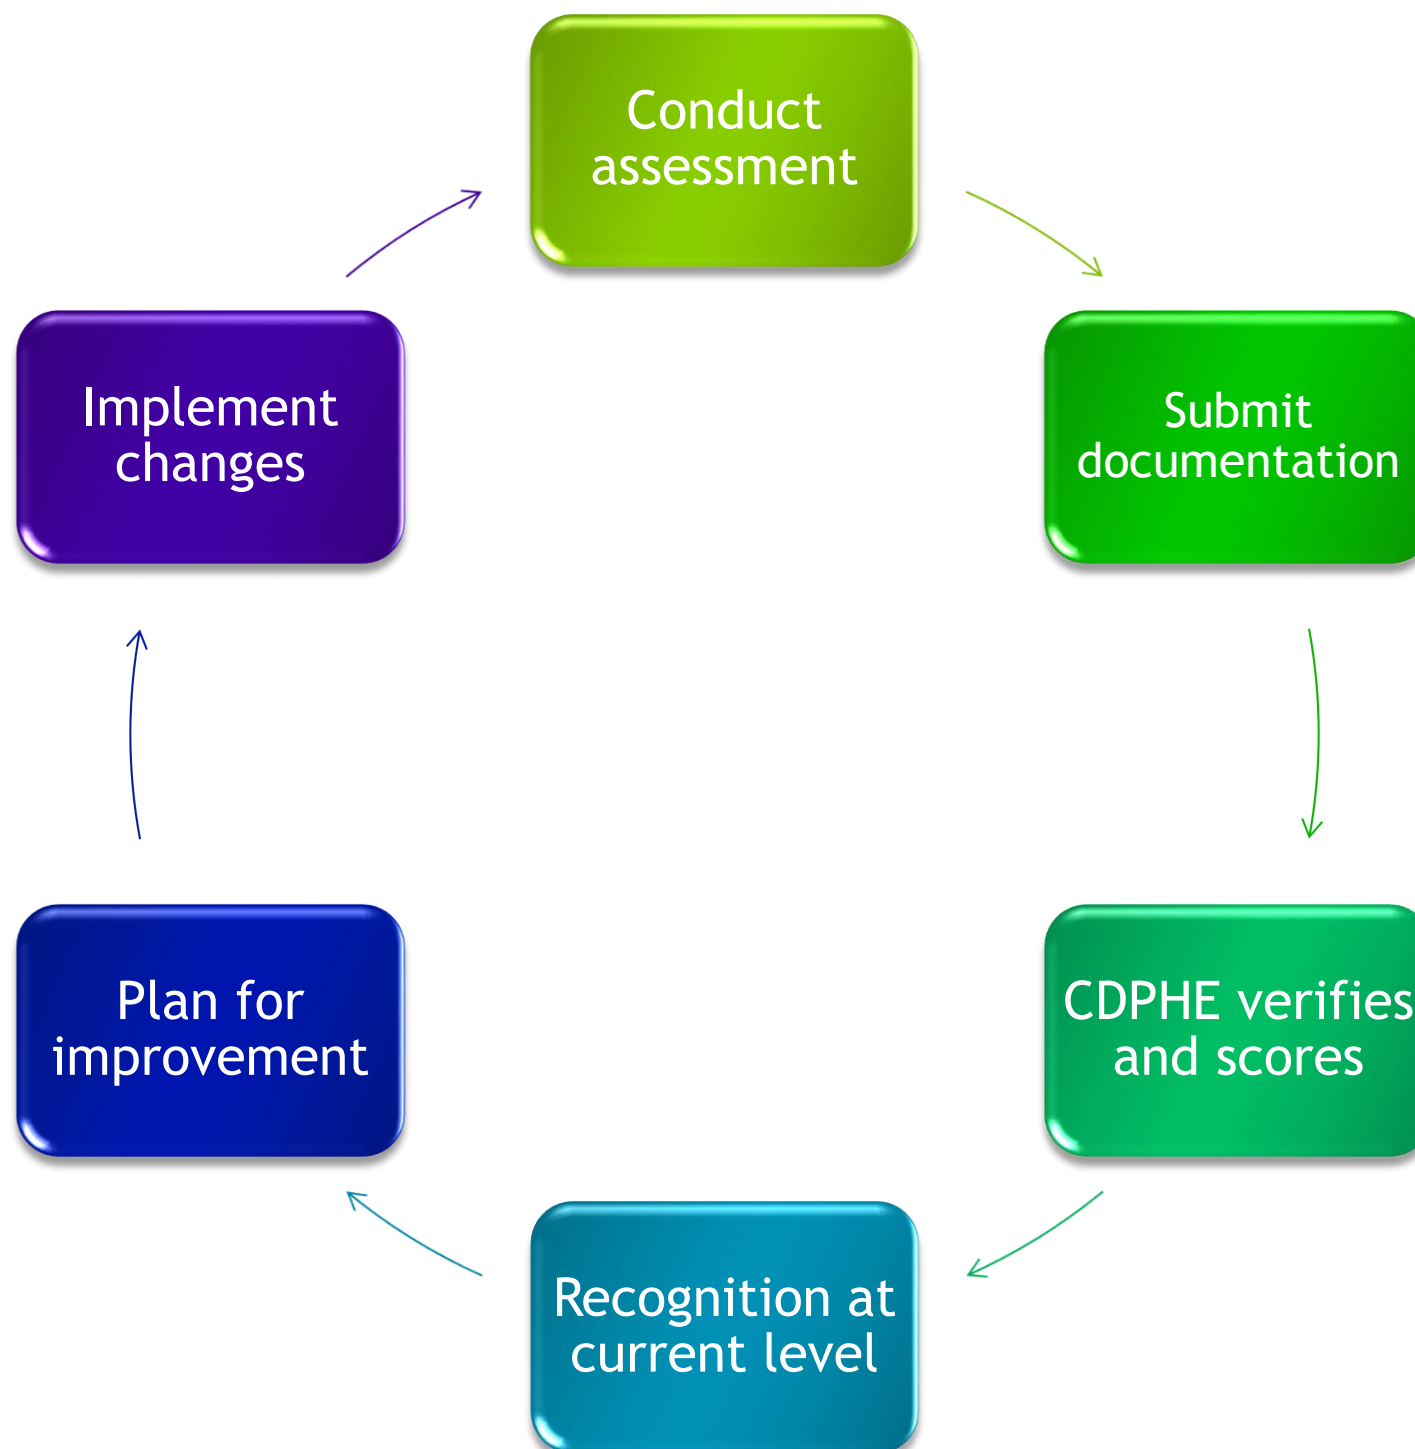 Conduct
assessment
Submit
documentation
CDPHE verifies
and scores
Recognition at
current level
Plan for
improvement
Implement
changes